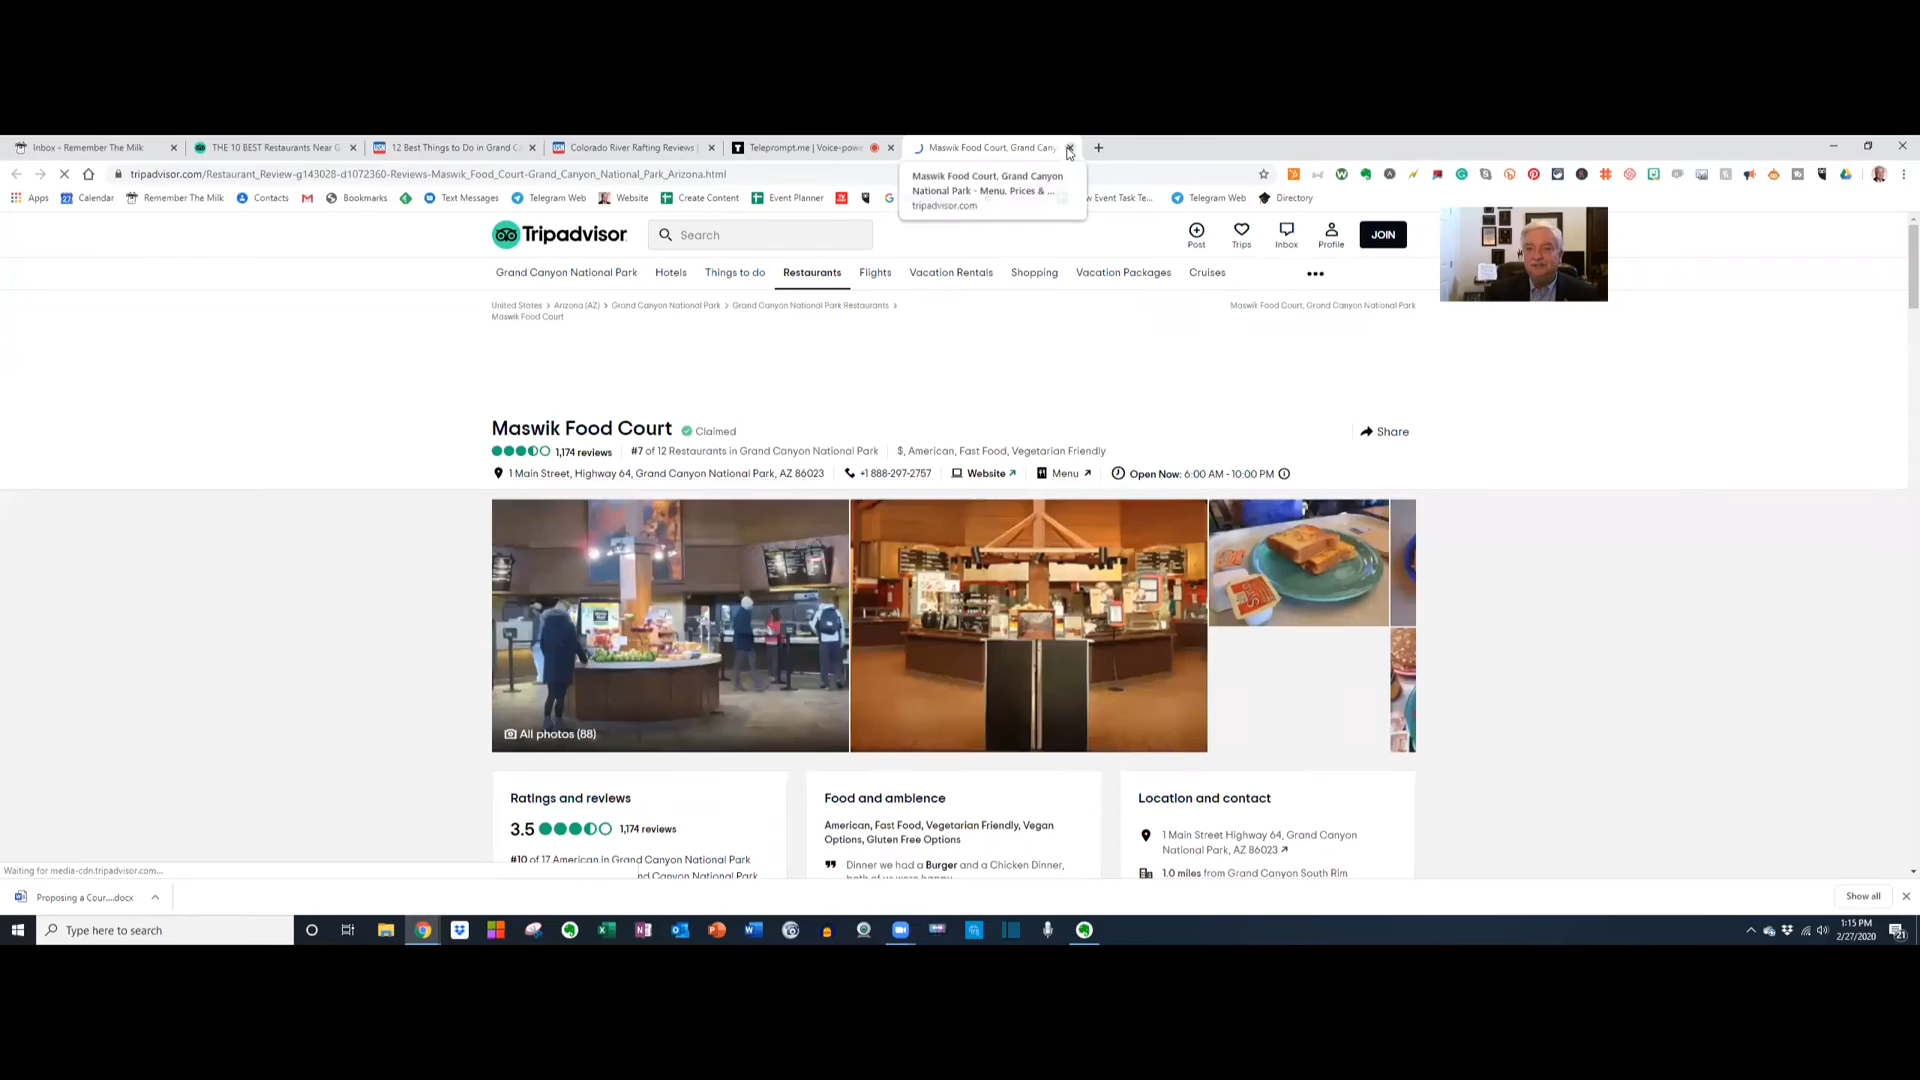 Inbox - Remember The Milk
THE 10 BEST Restaurants Near G
12 Best Things to Do in Grand C
Colorado River Rafting Reviews |
Teleprompt.me | Voice-powe
Maswik Food Court, Grand Cany
tripadvisor.com/Restaurant_Review-g143028-d1072360-Reviews-Maswik_Food_Court-Grand_Canyon_National_Park_Arizona.html
Maswik Food Court, Grand Canyon
National Park - Menu, Prices & ...
tripadvisor.com
Apps
Calendar
Remember The Milk
Contacts
Bookmarks
Text Messages
Telegram Web
Website
Create Content
Event Planner
w Event Task Te...
Telegram Web
Directory
Tripadvisor
Search
Post
Trips
Inbox
Profile
JOIN
Grand Canyon National Park
Hotels
Things to do
Restaurants
Flights
Vacation Rentals
Shopping
Vacation Packages
Cruises
United States > Arizona (AZ) > Grand Canyon National Park > Grand Canyon National Park Restaurants >
Maswik Food Court
Maswik Food Court, Grand Canyon National Park
Maswik Food Court
Claimed
Share
1,174 reviews
#7 of 12 Restaurants in Grand Canyon National Park
$, American, Fast Food, Vegetarian Friendly
1 Main Street, Highway 64, Grand Canyon National Park, AZ 86023
+1 888-297-2757
Website
Menu
Open Now: 6:00 AM - 10:00 PM
All photos (88)
Ratings and reviews
3.5
1,174 reviews
#10 of 17 American in Grand Canyon National Park
nd Canyon National Park
Food and ambience
American, Fast Food, Vegetarian Friendly, Vegan
Options, Gluten Free Options
Dinner we had a Burger and a Chicken Dinner,
both of us were happy
Location and contact
1 Main Street Highway 64, Grand Canyon
National Park, AZ 86023
1.0 miles from Grand Canyon South Rim
Waiting for media-cdn.tripadvisor.com...
Proposing a Cour....docx
Show all
Type here to search
1:15 PM
2/27/2020
21